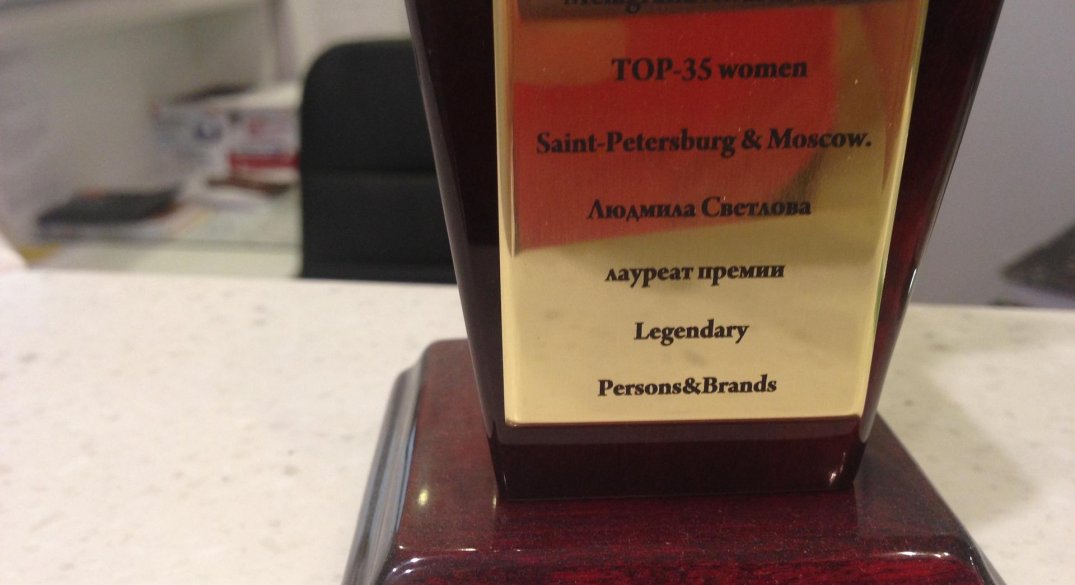 TOP-35 women
Saint-Petersburg & Moscow.
Людмила Светлова
лауреат премии
Legendary
Persons&Brands